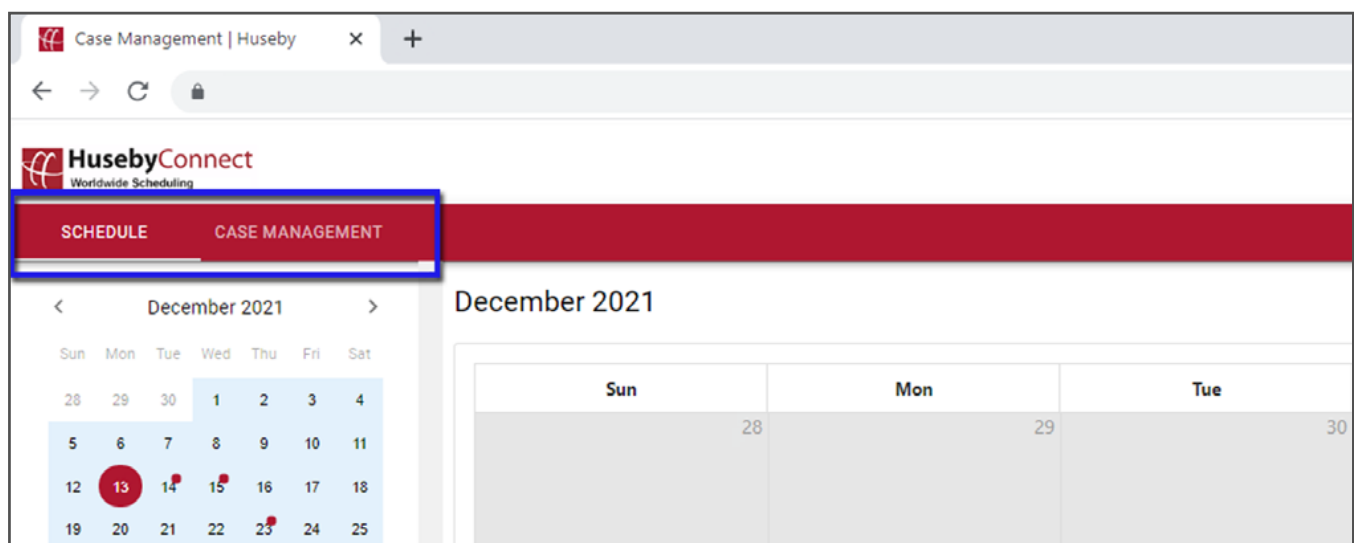 Case Management | Huseby
HusebyConnect
Worldwide Scheduling
SCHEDULE CASE MANAGEMENT
December 2021
Sun Mon Tue Wed Thu Fri Sat
28 29 30 1 2 3 4
5 6 7 8 9 10 11
12 13 14 15 16 17 18
19 20 21 22 23 24 25
December 2021
Sun Mon Tue
28 29 30